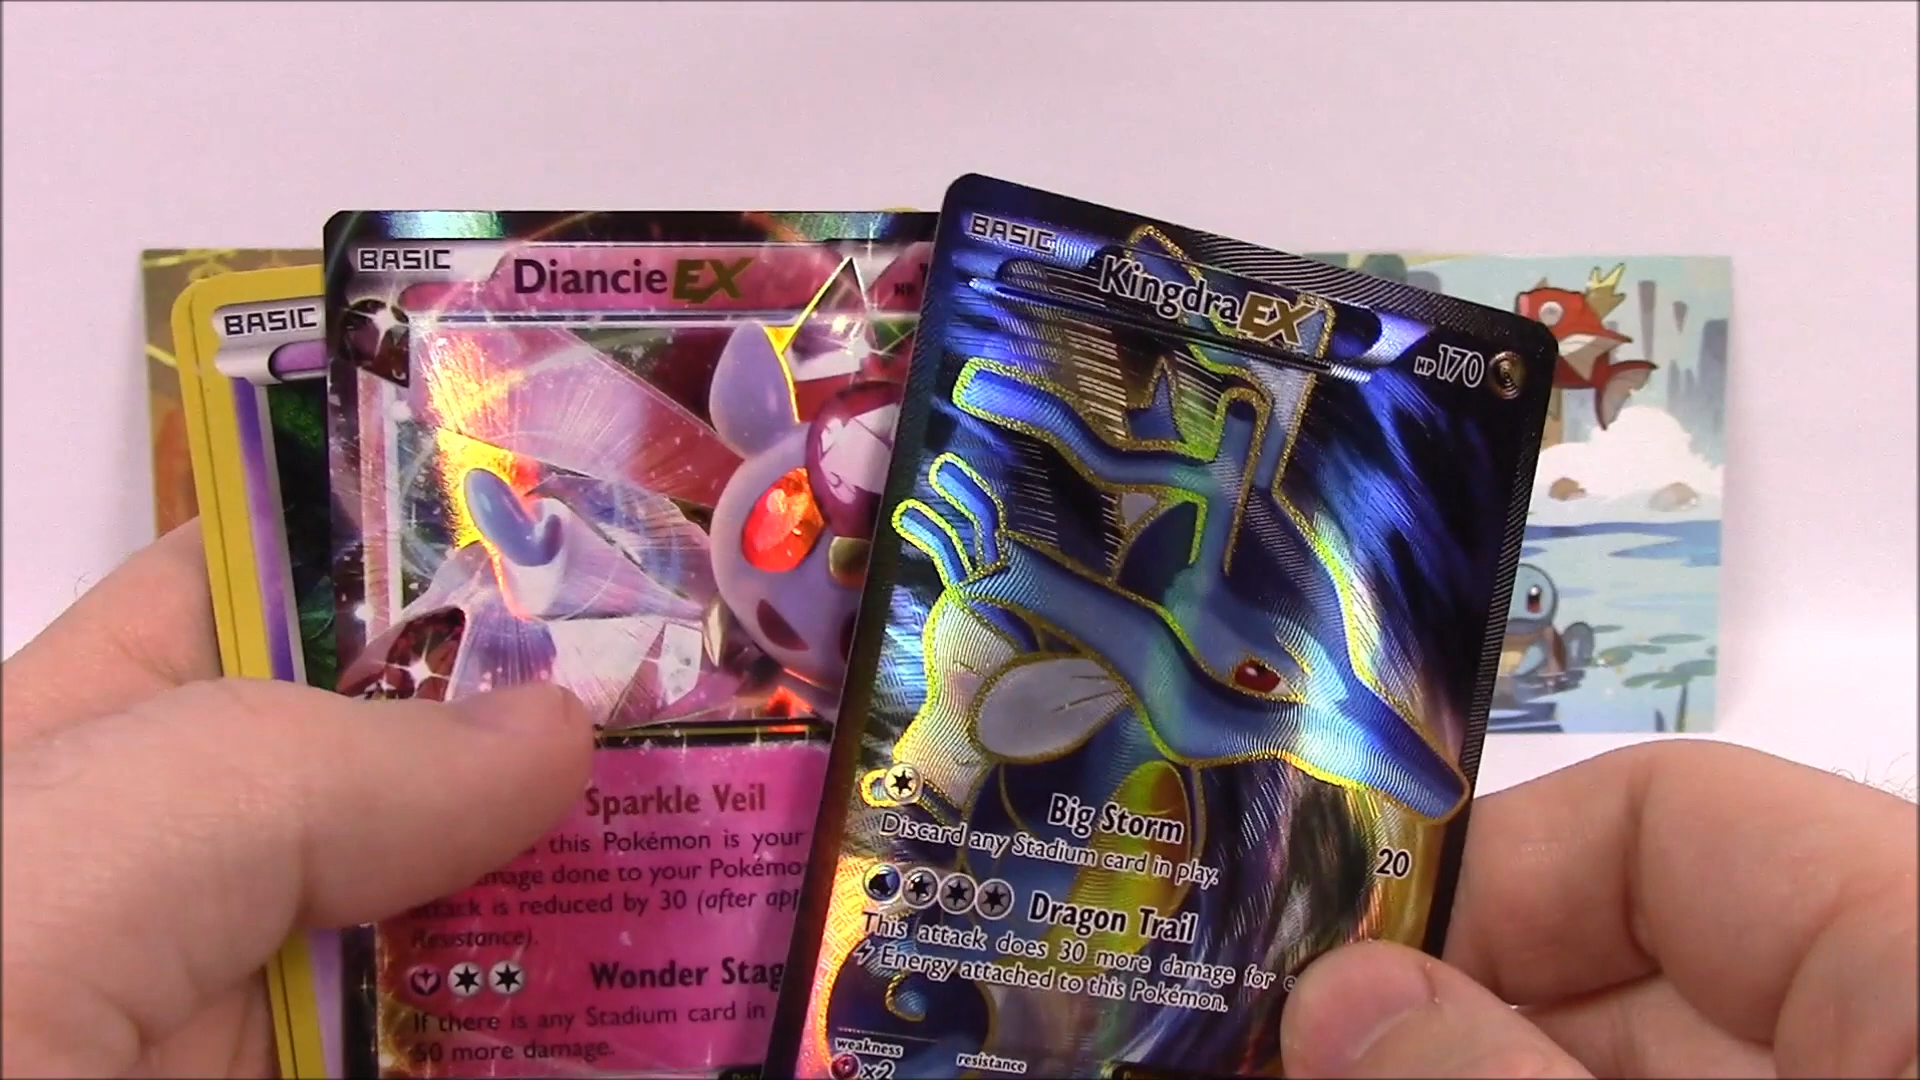 BASIC
BASIC
Diancie EX
HP
Sparkle Veil
this Pokémon is your
mage done to your Pokémo
attack is reduced by 30 (after
Resistance).
Wonder Stag
If there is any Stadium card in
50 more damage.
BASIC
Kingdra EX
HP 170
Big Storm
20
Discard any Stadium card in play.
Dragon Trail
This attack does 30 more damage for e
Energy attached to this Pokémon.
weakness
resistance
x2